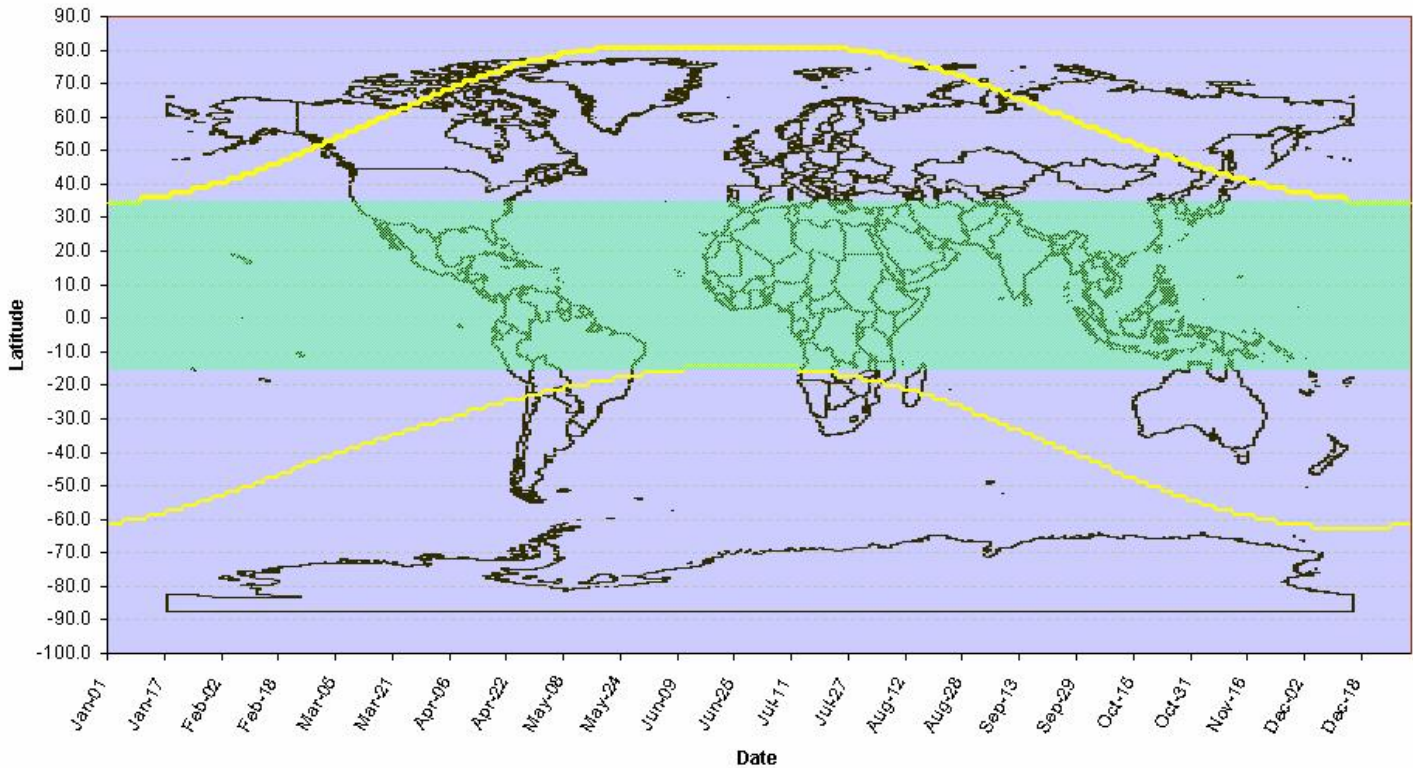 90.0
80.0
70.0
60.0
50.0
40.0
30.0
20.0
10.0
0.0
-10.0
-20.0
-30.0
-40.0
-50.0
-60.0
-70.0
-80.0
-90.0
-100.0
Latitude
Jan-01
Jan-17
Feb-02
Feb-18
Mar-05
Mar-21
Apr-06
Apr-22
May-08
May-24
Jun-09
Jun-25
Jul-11
Jul-27
Aug-12
Aug-28
Sep-13
Sep-29
Oct-15
Oct-31
Nov-16
Dec-02
Dec-18
Date